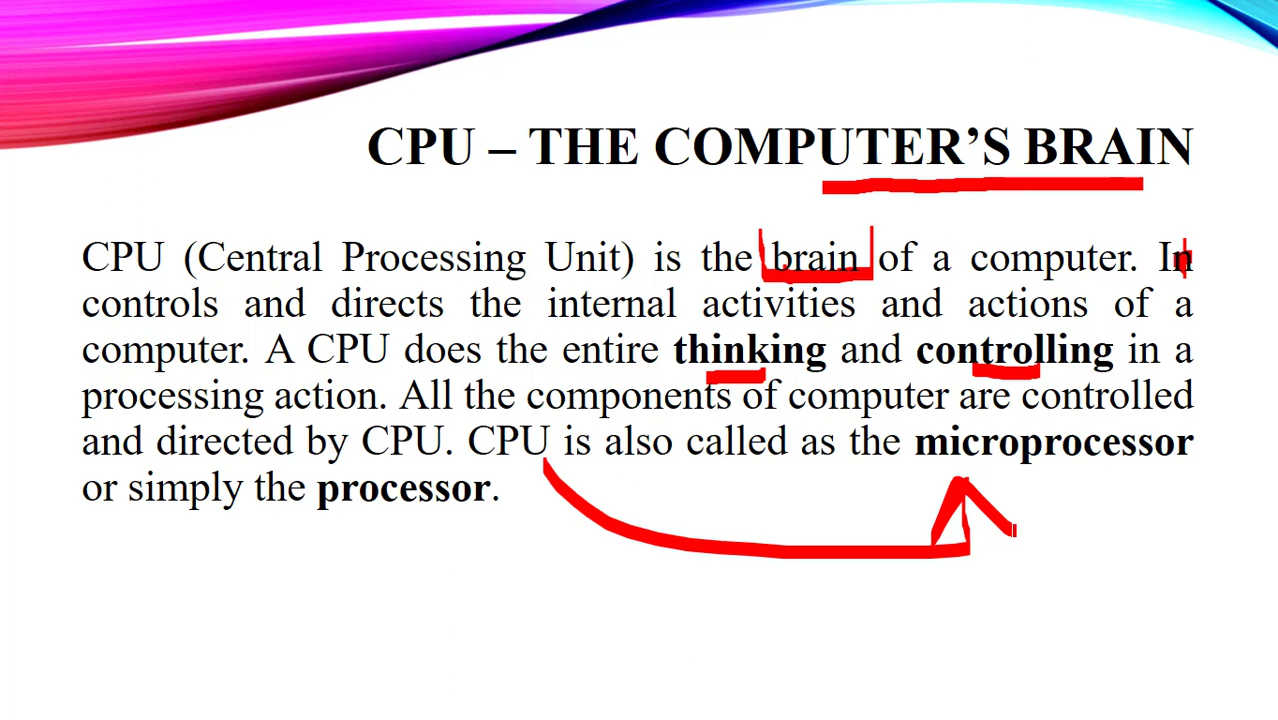 CPU – THE COMPUTER’S BRAIN
CPU (Central Processing Unit) is the brain of a computer. In
controls and directs the internal activities and actions of a
computer. A CPU does the entire thinking and controlling in a
processing action. All the components of computer are controlled
and directed by CPU. CPU is also called as the microprocessor
or simply the processor.